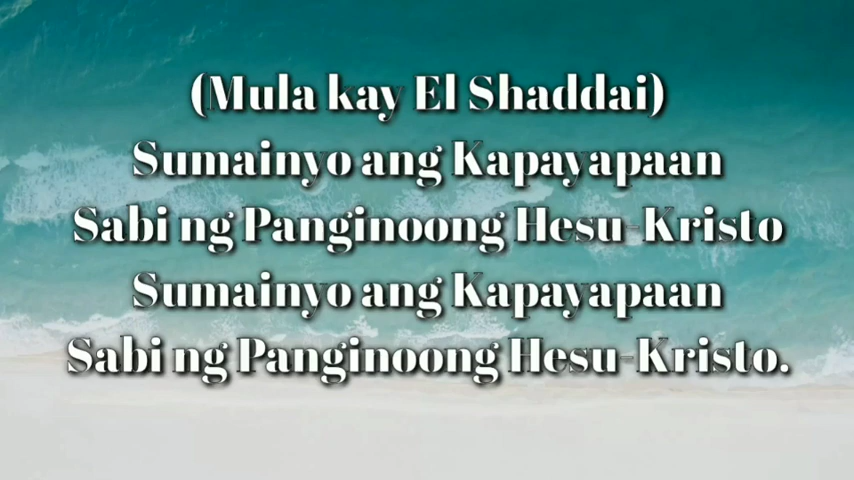 (Mula kay El Shaddai)
Sumainyo ang Kapayapaan
Sabi ng Panginoong Hesu-Kristo
Sumainyo ang Kapayapaan
Sabi ng Panginoong Hesu-Kristo.